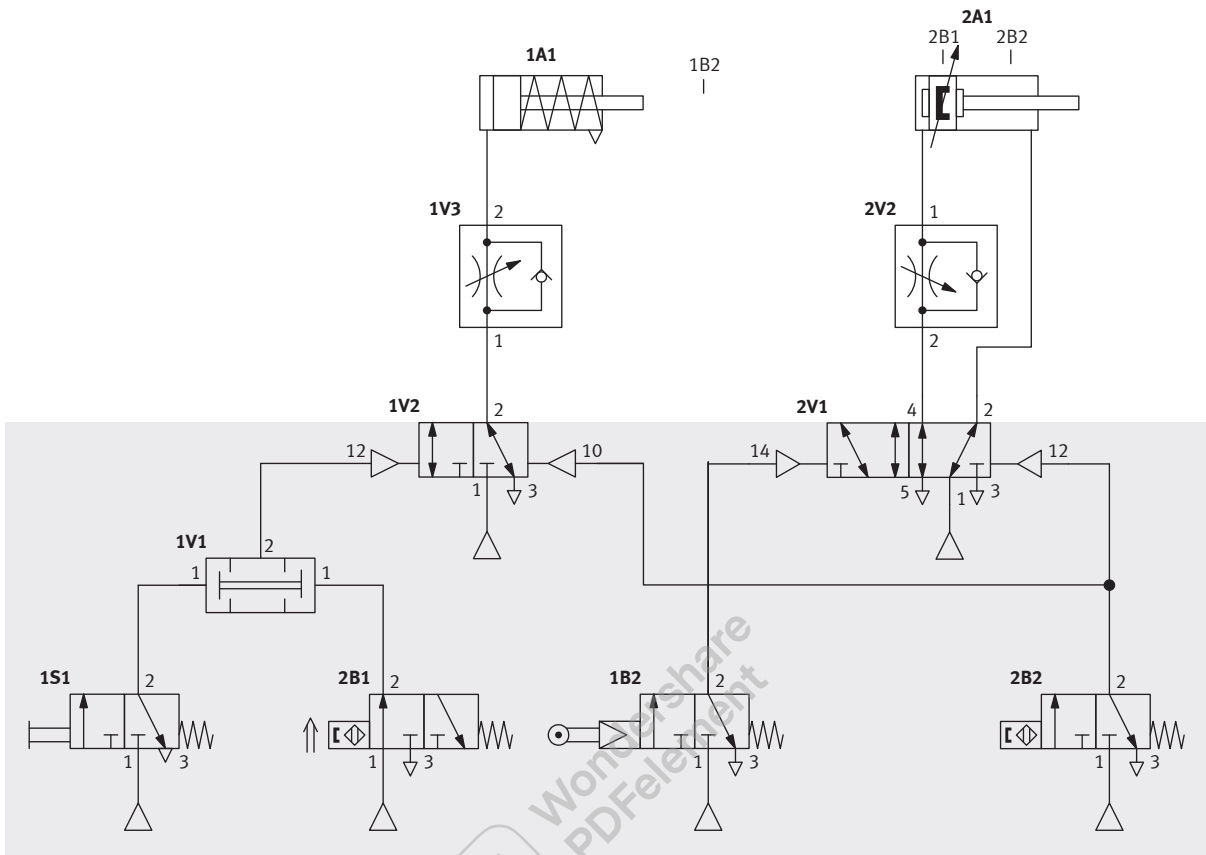 2A1
2B1 2B2
1A1
1B2
1V3 2 2V2 1
1 2
1V2 2 2V1 4 2
12 10 14 12
1 3 5 1 3
1V1 2
1 1
1S1 2 2B1 2 1B2 2 2B2 2
1 3 1 3 1 3 1 3
Wondershare
PDFelement